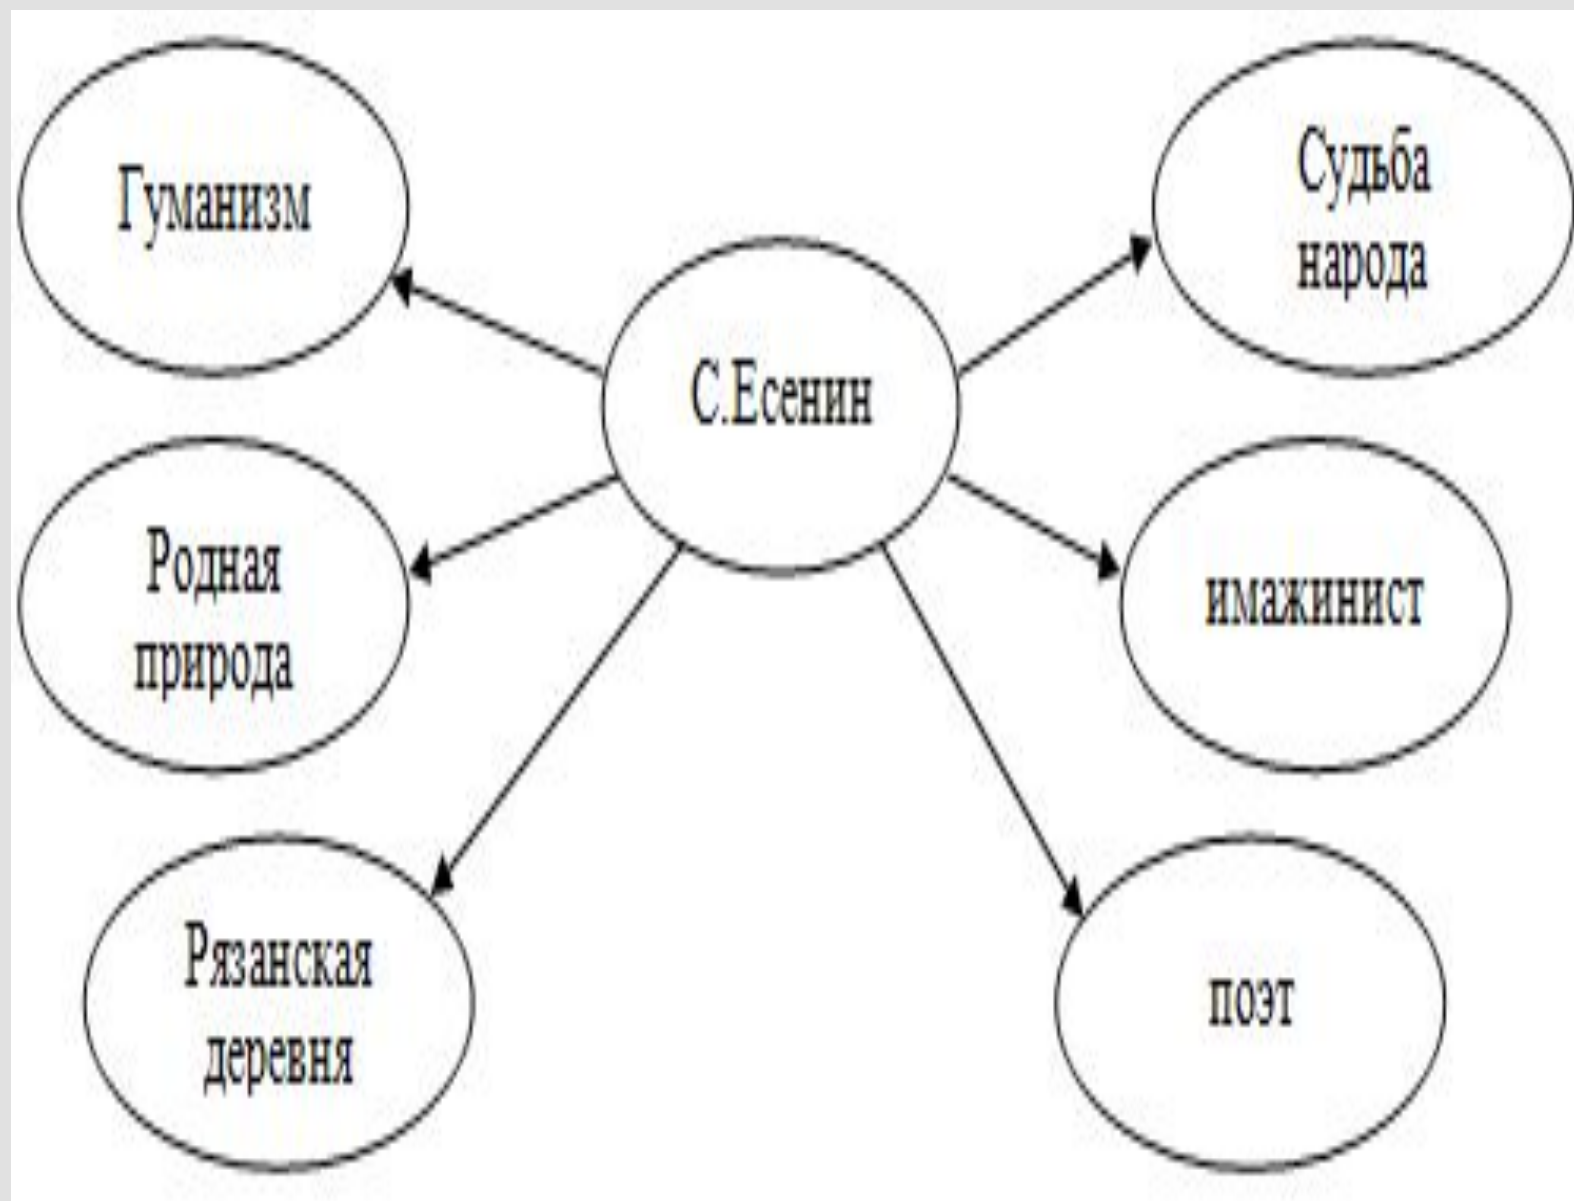 Гуманизм
Судьба
народа
С.Есенин
Родная
природа
имажинист
Рязанская
деревня
поэт